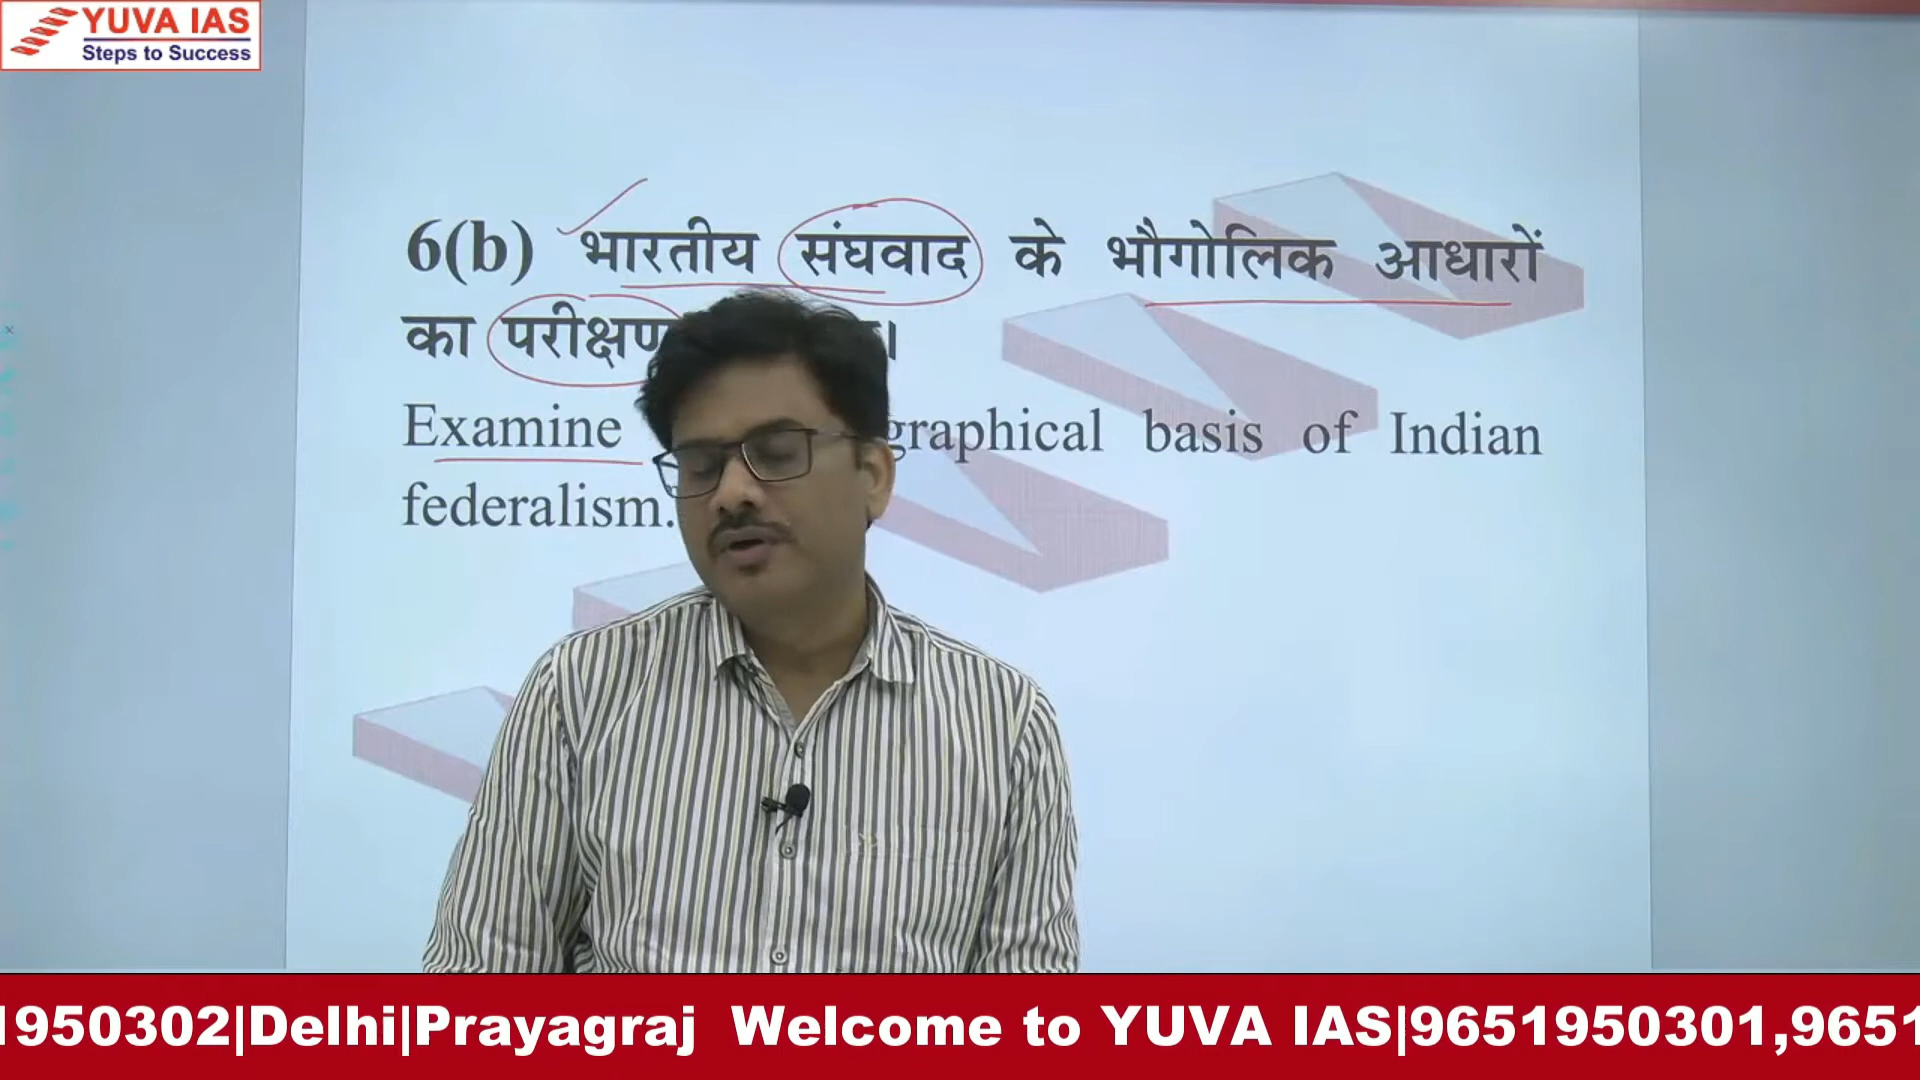 YUVA IAS
Steps to Success
6(b) भारतीय संघवाद के भौगोलिक आधारों
का परीक्षण
Examine graphical basis of Indian
federalism.
1950302|Delhi|Prayagraj Welcome to YUVA IAS|9651950301,9651